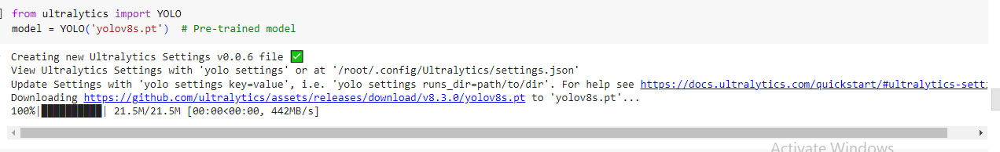 from ultralytics import YOLO
model = YOLO('yolov8s.pt')  # Pre-trained model
Creating new Ultralytics Settings v0.0.6 file ✅
View Ultralytics Settings with 'yolo settings' or at '/root/.config/Ultralytics/settings.json'
Update Settings with 'yolo settings key=value', i.e. 'yolo settings runs_dir=path/to/dir'. For help see https://docs.ultralytics.com/quickstart/#ultralytics-sett
Downloading https://github.com/ultralytics/assets/releases/download/v8.3.0/yolov8s.pt to 'yolov8s.pt'...
100%|██████████| 21.5M/21.5M [00:00<00:00, 442MB/s]
Activate Windows